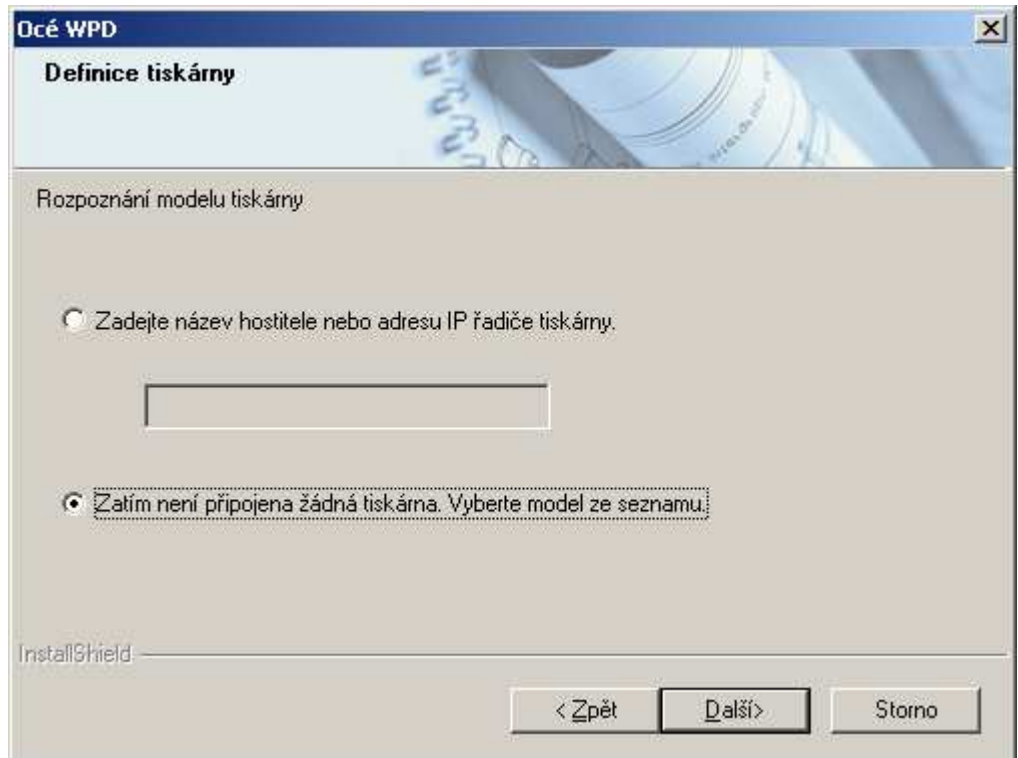 Océ WPD
Definice tiskárny
Rozpoznání modelu tiskárny
Zadejte název hostitele nebo adresu IP řadiče tiskárny.
Zatím není připojena žádná tiskárna. Vyberte model ze seznamu.
InstallShield
< Zpět Další> Storno